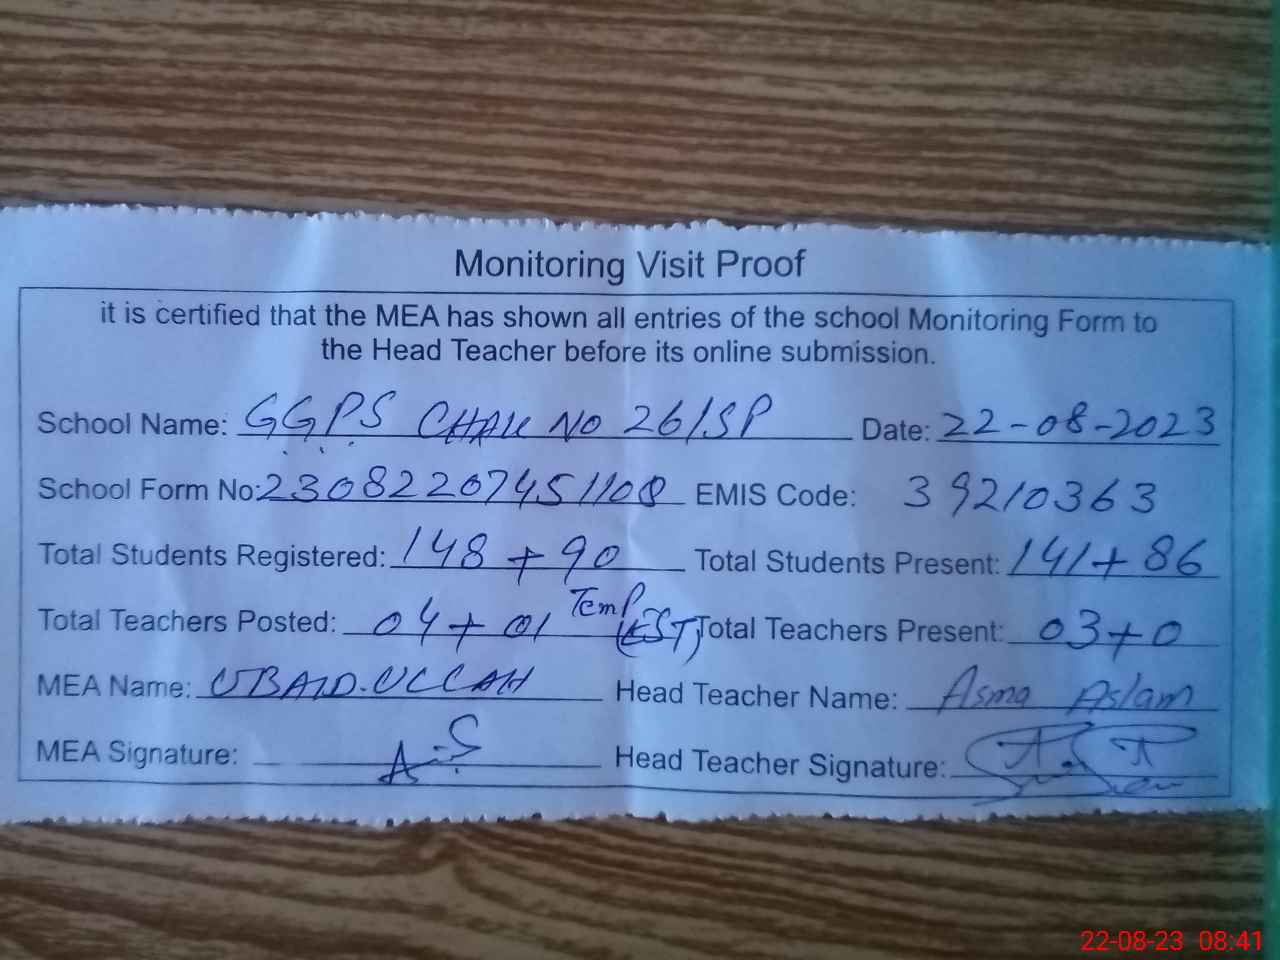 Monitoring Visit Proof
it is certified that the MEA has shown all entries of the school Monitoring Form to
the Head Teacher before its online submission.
School Name: GGPS CHAK NO 26/SP Date: 22-08-2023
School Form No: 23082207451108 EMIS Code: 39210363
Total Students Registered: 148 + 90 Total Students Present: 141 + 86
Total Teachers Posted: 04 + 01 Temp (EST) Total Teachers Present: 03 + 0
MEA Name: UBAID.ULLAH Head Teacher Name: Asma Aslam
MEA Signature: Head Teacher Signature:
22-08-23 08:41